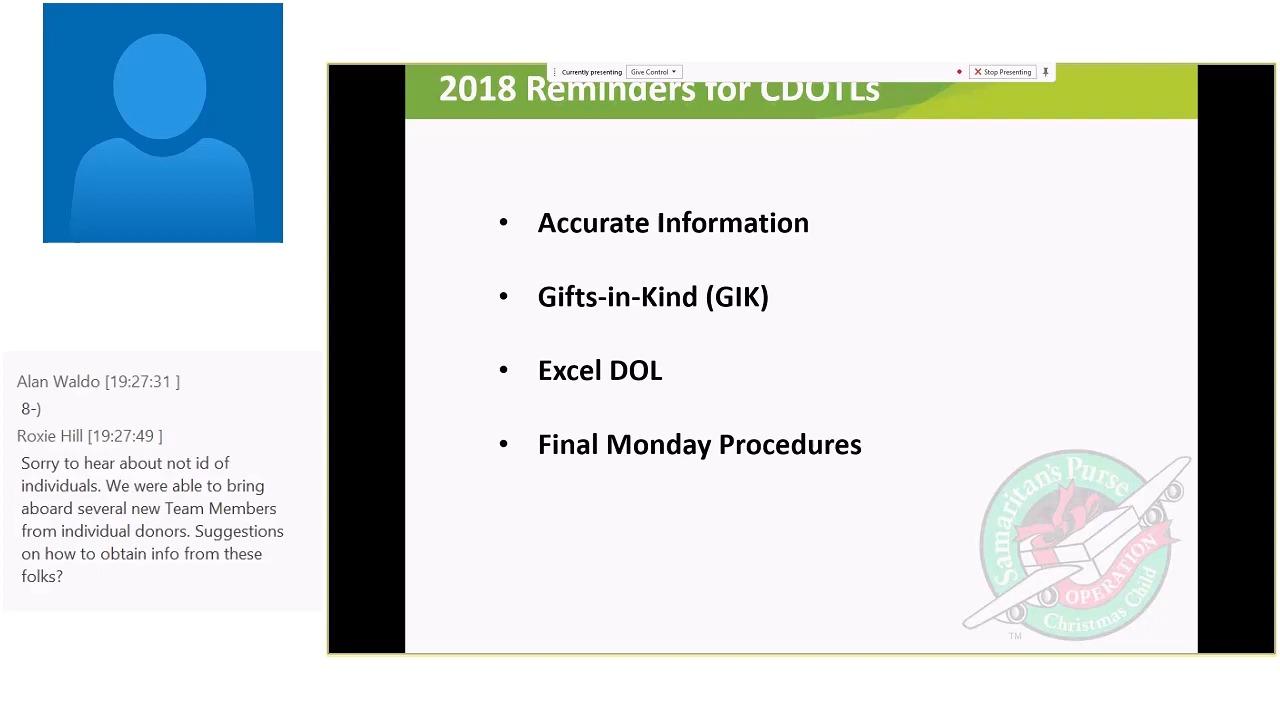 Currently presenting Give Control Stop Presenting
2018 Reminders for CDOTLs
• Accurate Information
• Gifts-in-Kind (GIK)
• Excel DOL
• Final Monday Procedures
Samaritan's Purse
OPERATION
Christmas Child
TM
Alan Waldo [19:27:31 ]
8-)
Roxie Hill [19:27:49 ]
Sorry to hear about not id of
individuals. We were able to bring
aboard several new Team Members
from individual donors. Suggestions
on how to obtain info from these
folks?